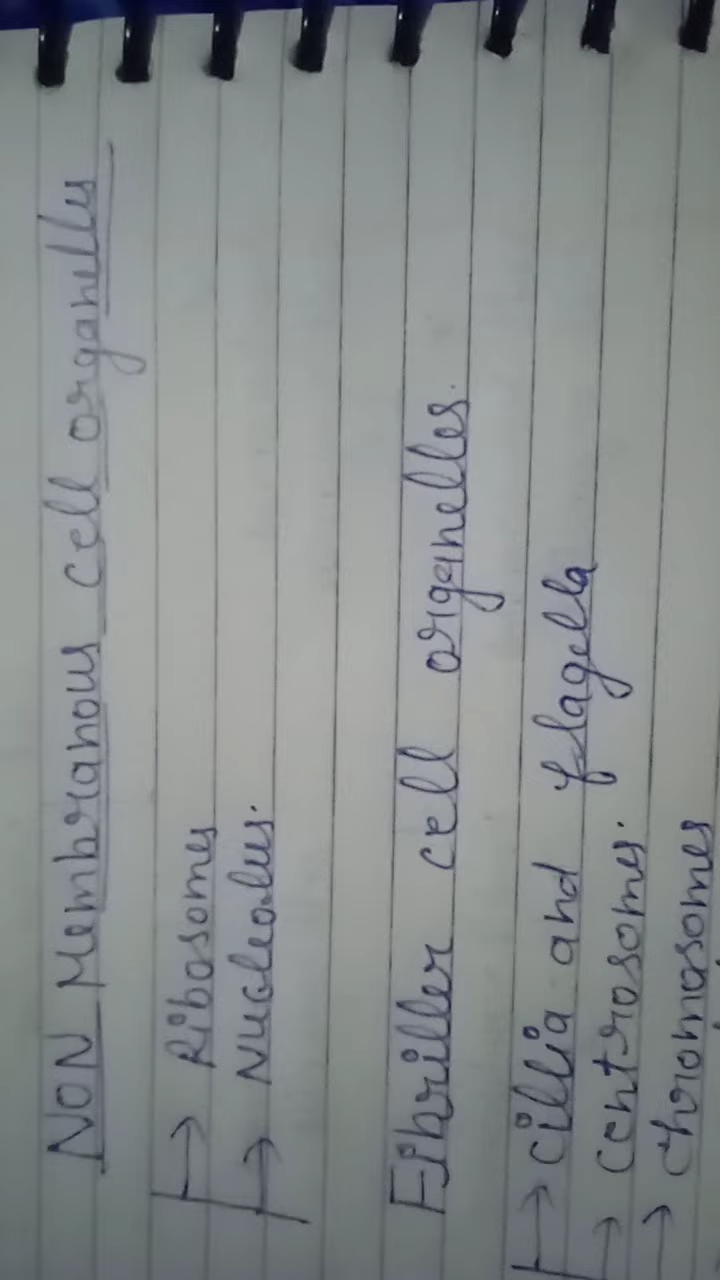 NON Membranous cell organelles
→ Ribosomes
→ Nucleolus.
Fibriller cell organelles.
→ cillia and flagella
→ centrosomes.
→ chromosomes